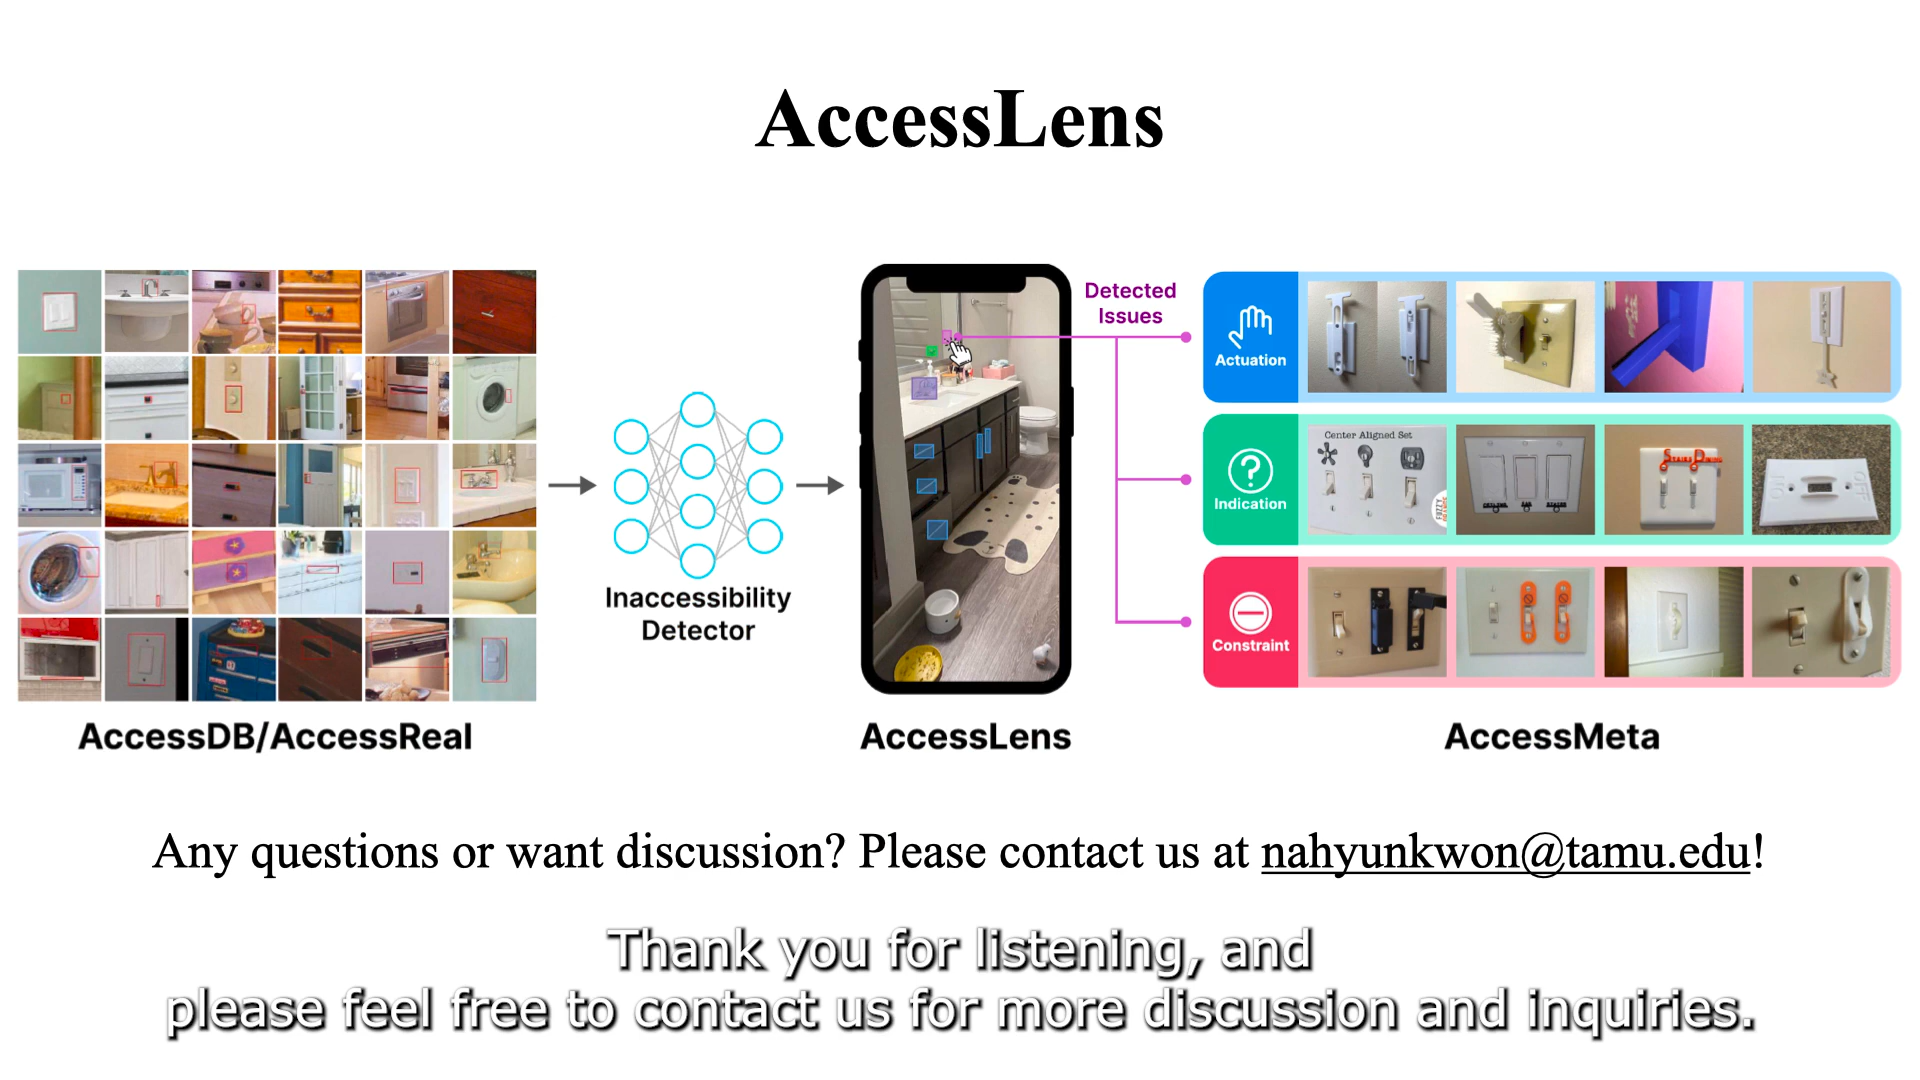 AccessLens
Detected
Issues
Actuation
Center Aligned Set
Indication
Inaccessibility
Detector
Constraint
AccessDB/AccessReal
AccessLens
AccessMeta
Any questions or want discussion? Please contact us at nahyunkwon@tamu.edu!
Thank you for listening, and
please feel free to contact us for more discussion and inquiries.